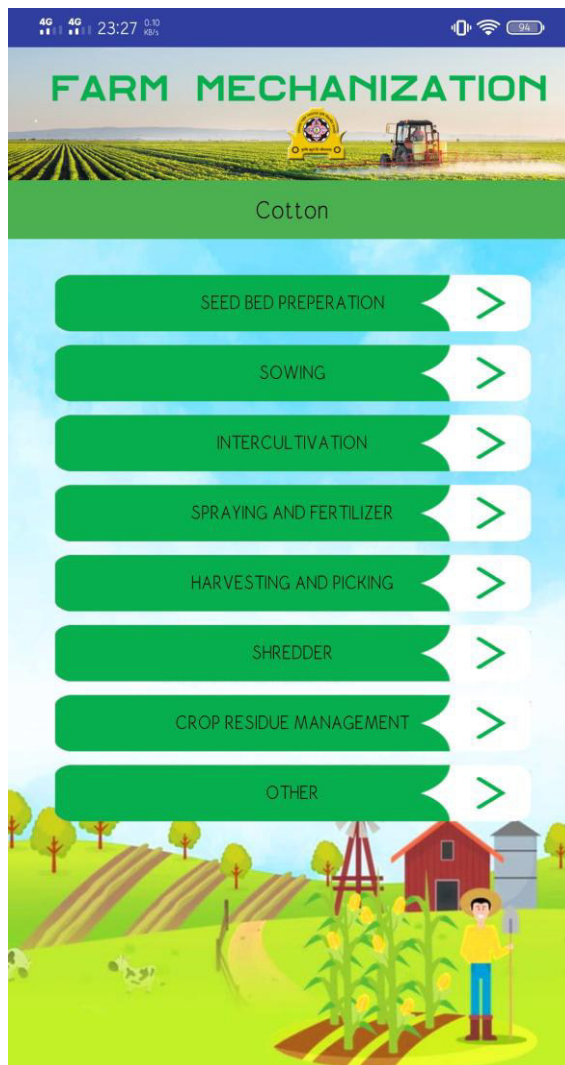 4G 4G 23:27 0.10 KB/s 94
FARM MECHANIZATION
Cotton
SEED BED PREPERATION
SOWING
INTERCULTIVATION
SPRAYING AND FERTILIZER
HARVESTING AND PICKING
SHREDDER
CROP RESIDUE MANAGEMENT
OTHER